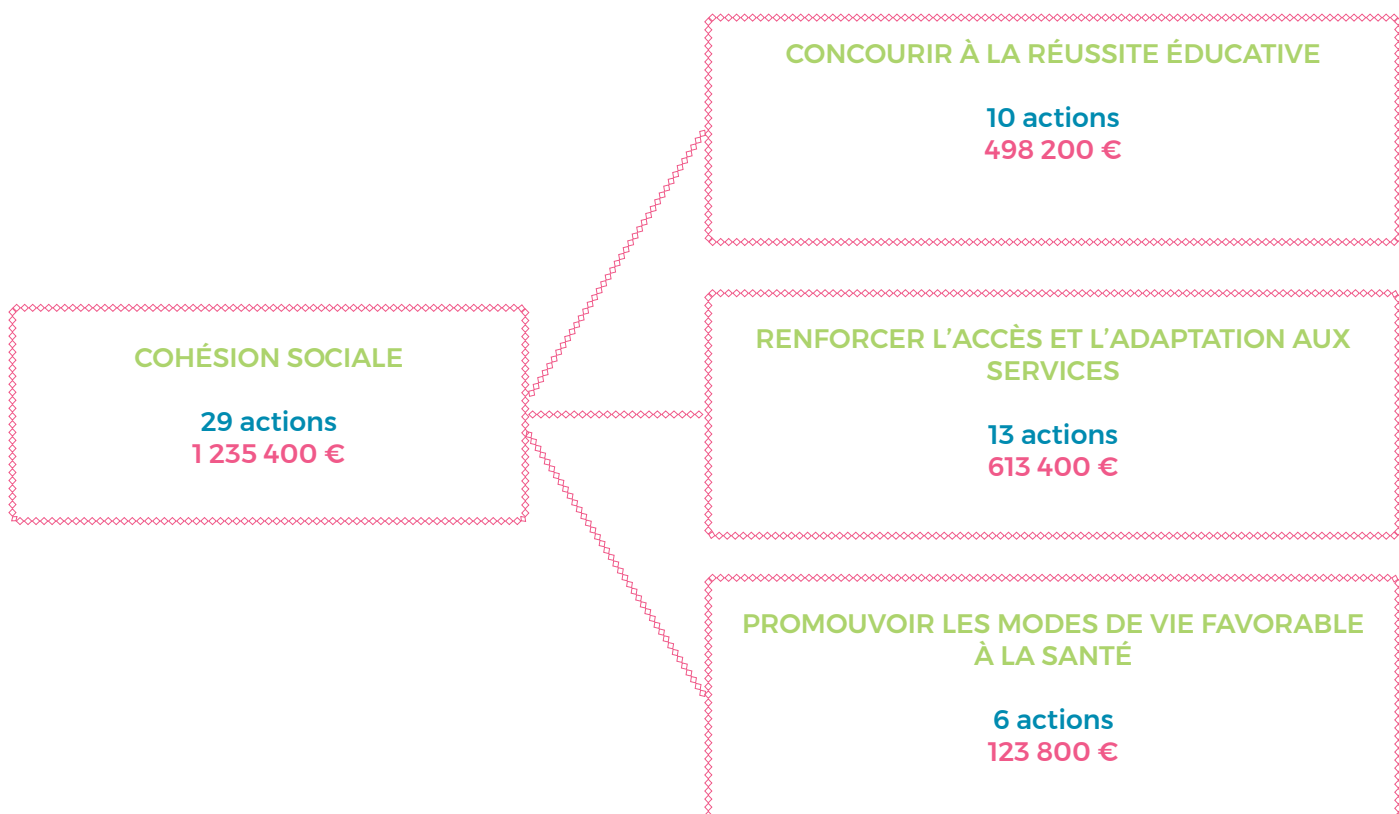 CONCOURIR À LA RÉUSSITE ÉDUCATIVE
10 actions
498 200 €
COHÉSION SOCIALE
29 actions
1 235 400 €
RENFORCER L’ACCÈS ET L’ADAPTATION AUX
SERVICES
13 actions
613 400 €
PROMOUVOIR LES MODES DE VIE FAVORABLE
À LA SANTÉ
6 actions
123 800 €